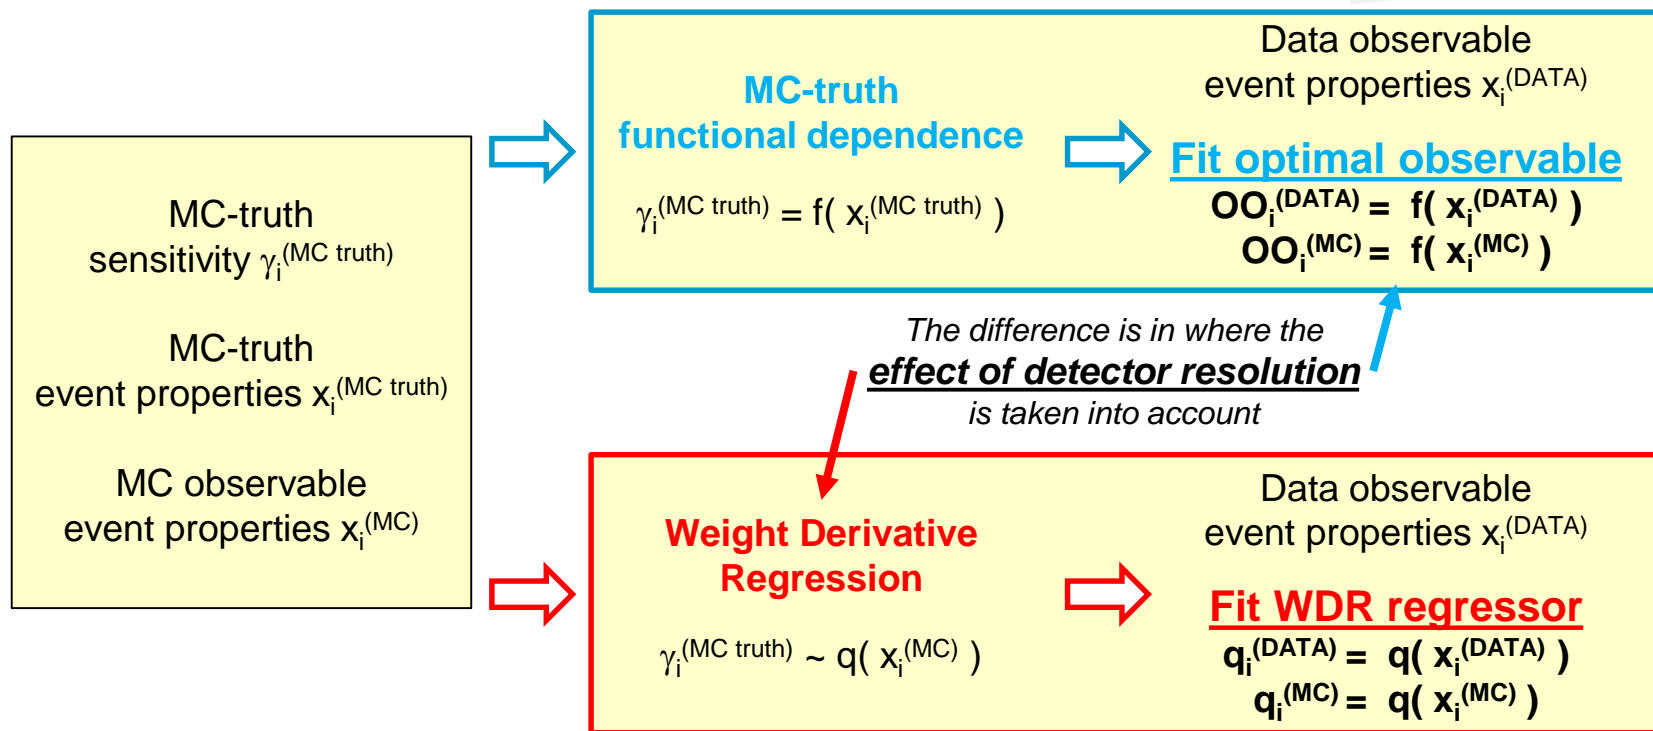 MC-truth
sensitivity γᵢ^(MC truth)
MC-truth
event properties xᵢ^(MC truth)
MC observable
event properties xᵢ^(MC)
MC-truth
functional dependence
γᵢ^(MC truth) = f( xᵢ^(MC truth) )
Data observable
event properties xᵢ^(DATA)
Fit optimal observable
OOᵢ^(DATA) = f( xᵢ^(DATA) )
OOᵢ^(MC) = f( xᵢ^(MC) )
The difference is in where the
effect of detector resolution
is taken into account
Weight Derivative
Regression
γᵢ^(MC truth) ~ q( xᵢ^(MC) )
Data observable
event properties xᵢ^(DATA)
Fit WDR regressor
qᵢ^(DATA) = q( xᵢ^(DATA) )
qᵢ^(MC) = q( xᵢ^(MC) )